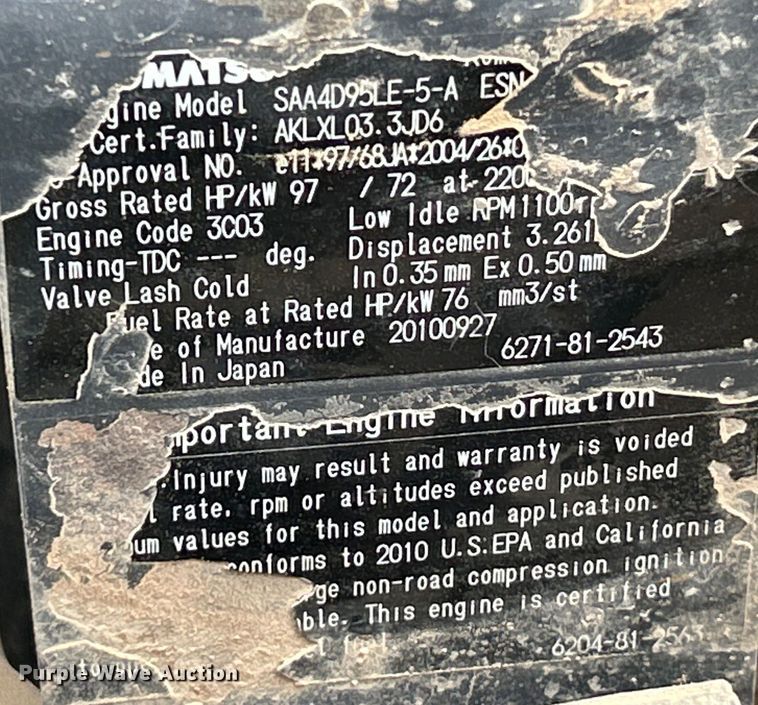 MATS
gine Model SAA4D95LE-5-A ESN
Cert.Family: AKLXL03.3JD6
Approval NO. e11*97/68JA*2004/26*0
Gross Rated HP/kW 97 / 72 at 220
Engine Code 3C03 Low Idle RPM 1100
Timing-TDC --- deg. Displacement 3.261
Valve Lash Cold In 0.35 mm Ex 0.50 mm
Fuel Rate at Rated HP/kW 76 mm3/st
e of Manufacture 20100927
de In Japan 6271-81-2543
mportant Engine Information
Injury may result and warranty is voided
rate, rpm or altitudes exceed published
um values for this model and application.
conforms to 2010 U.S.EPA and California
ge non-road compression ignition
ble. This engine is certified
6204-81-2563
Purple Wave Auction